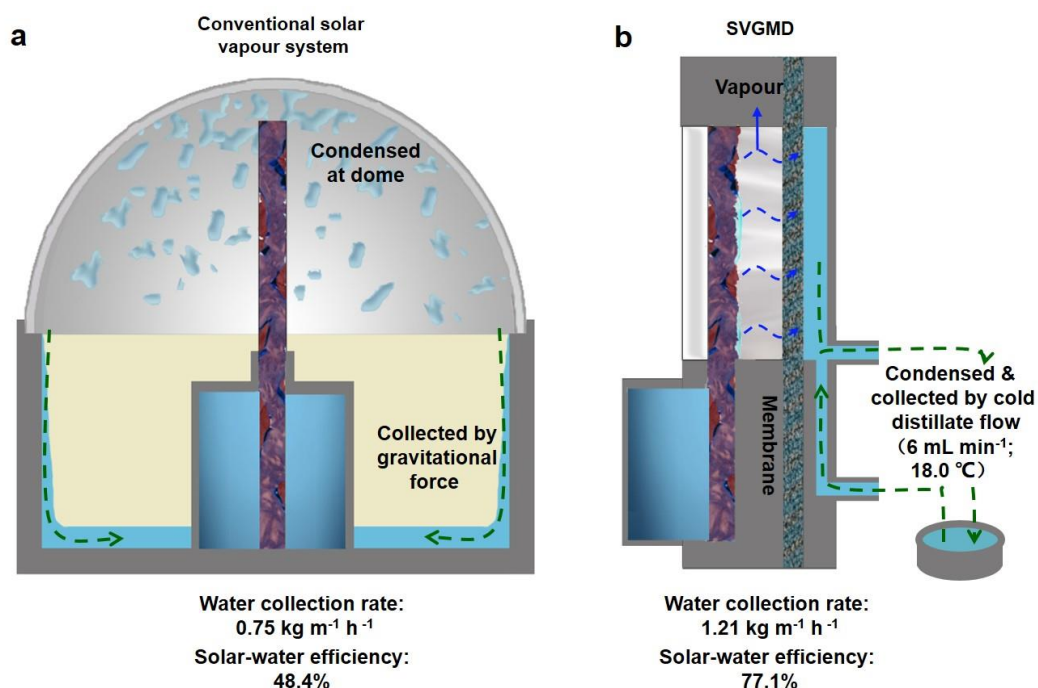 a
Conventional solar
vapour system
Condensed
at dome
Collected by
gravitational
force
Water collection rate:
0.75 kg m⁻¹ h ⁻¹
Solar-water efficiency:
48.4%
b
SVGMD
Vapour
Membrane
Condensed &
collected by cold
distillate flow
（6 mL min⁻¹;
18.0 ℃）
Water collection rate:
1.21 kg m⁻¹ h ⁻¹
Solar-water efficiency:
77.1%